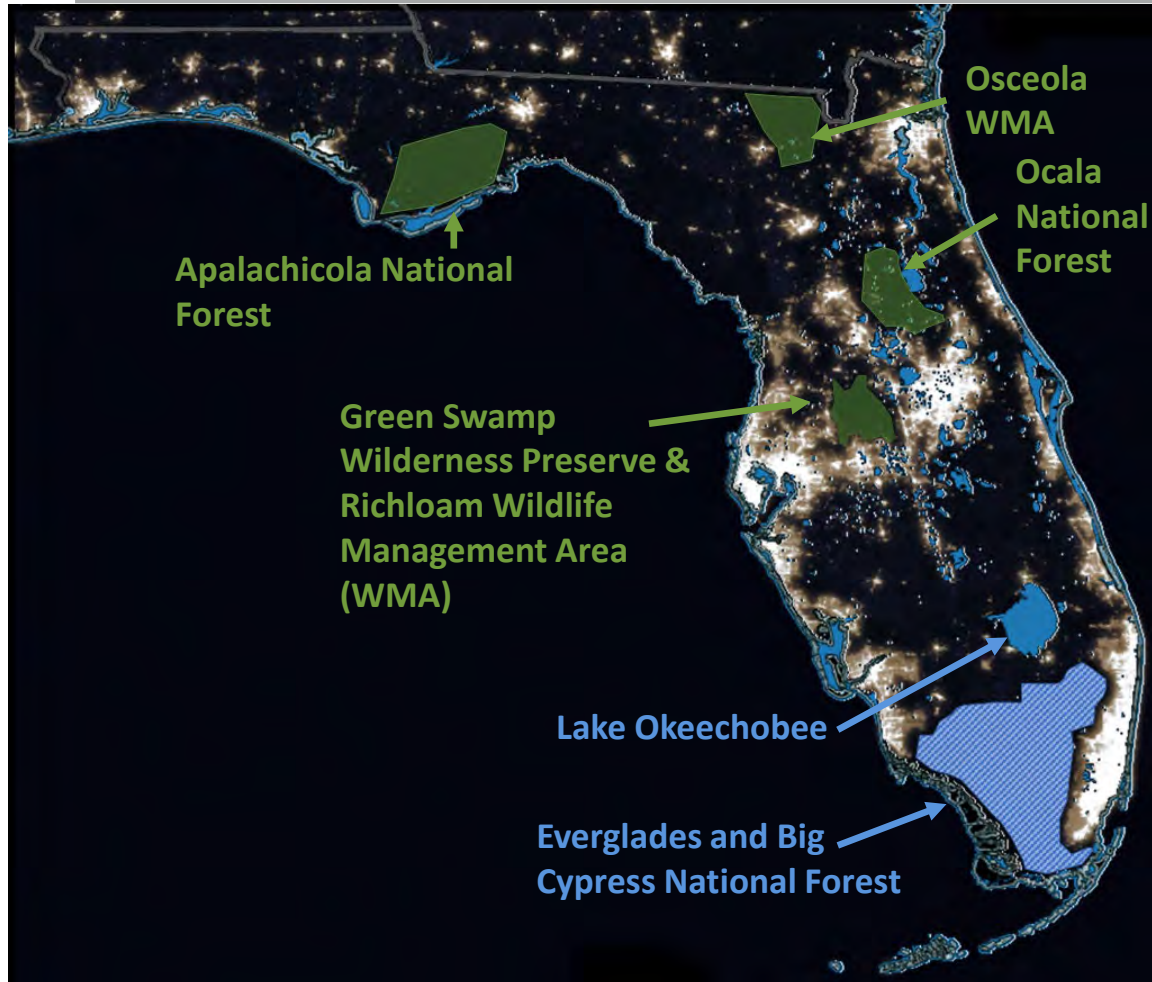 Osceola
WMA
Ocala
National
Forest
Apalachicola National
Forest
Green Swamp
Wilderness Preserve &
Richloam Wildlife
Management Area
(WMA)
Lake Okeechobee
Everglades and Big
Cypress National Forest